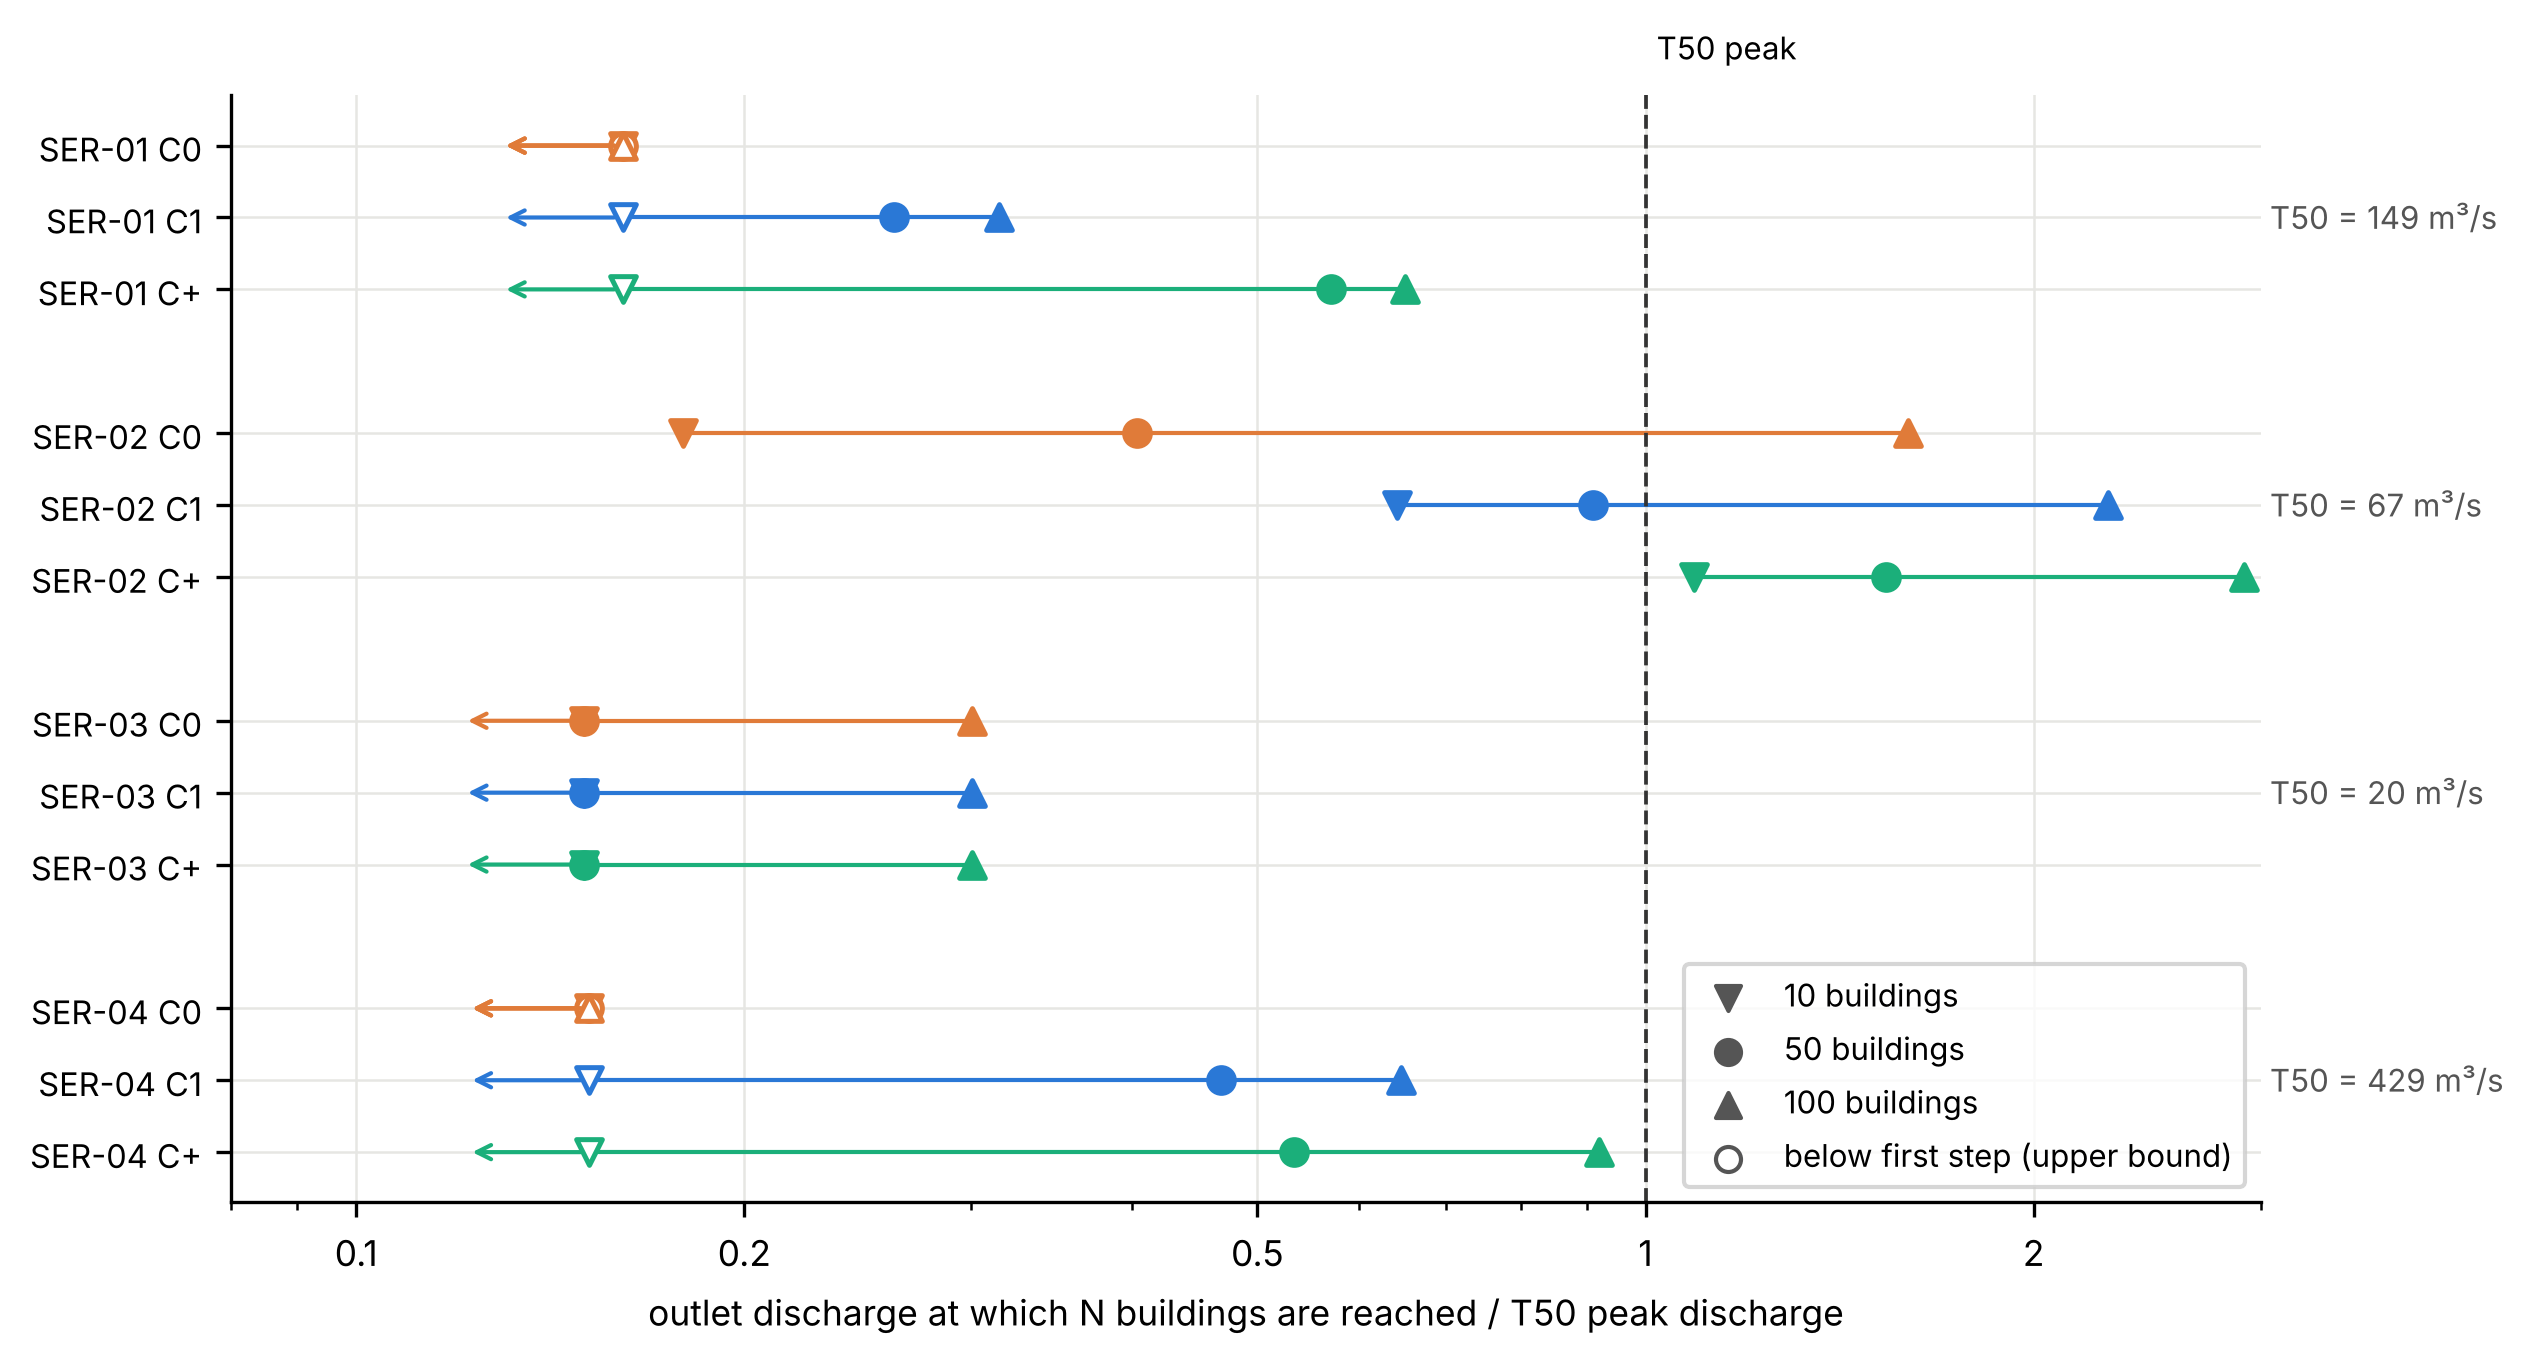 T50 peak
SER-01 C0
SER-01 C1
T50 = 149 m³/s
SER-01 C+
SER-02 C0
SER-02 C1
T50 = 67 m³/s
SER-02 C+
SER-03 C0
SER-03 C1
T50 = 20 m³/s
SER-03 C+
SER-04 C0
SER-04 C1
T50 = 429 m³/s
SER-04 C+
10 buildings
50 buildings
100 buildings
below first step (upper bound)
0.1 0.2 0.5 1 2
outlet discharge at which N buildings are reached / T50 peak discharge